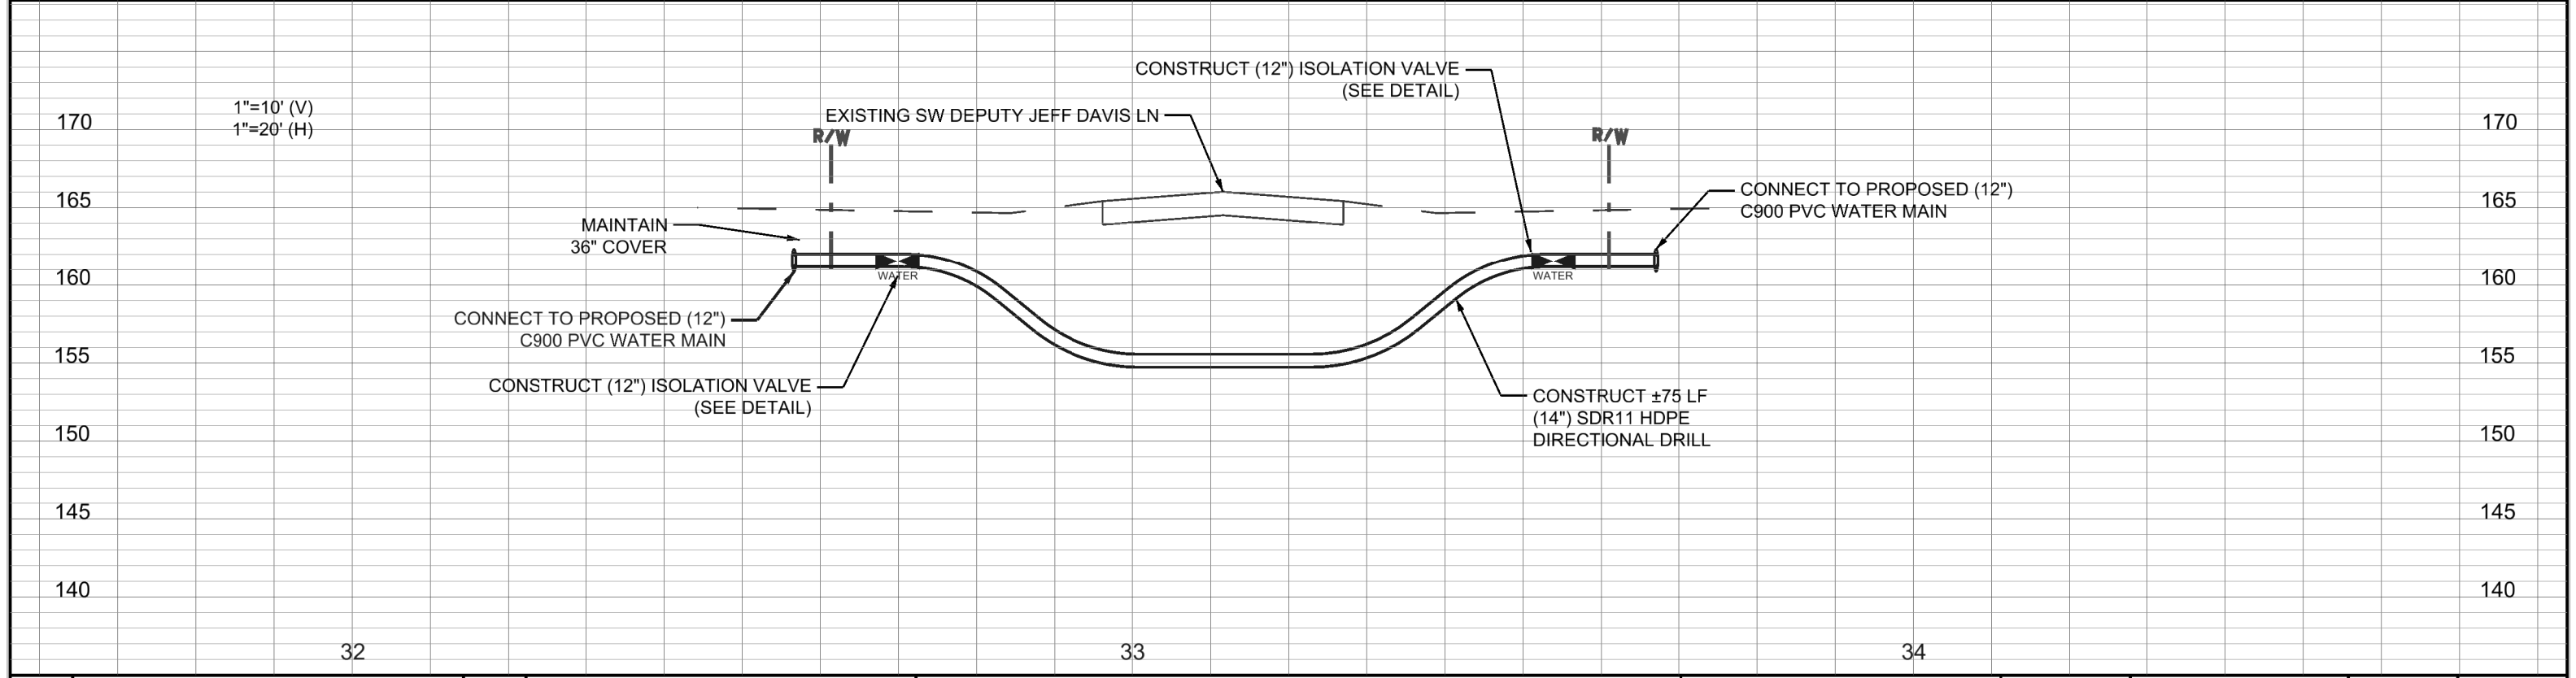 CONSTRUCT (12") ISOLATION VALVE
(SEE DETAIL)
1"=10' (V)
1"=20' (H)
EXISTING SW DEPUTY JEFF DAVIS LN
170
170
R/W
R/W
165
165
CONNECT TO PROPOSED (12")
C900 PVC WATER MAIN
MAINTAIN
36" COVER
160
160
WATER
WATER
CONNECT TO PROPOSED (12")
C900 PVC WATER MAIN
155
155
CONSTRUCT (12") ISOLATION VALVE
(SEE DETAIL)
CONSTRUCT ±75 LF
(14") SDR11 HDPE
DIRECTIONAL DRILL
150
150
145
145
140
140
32
33
34